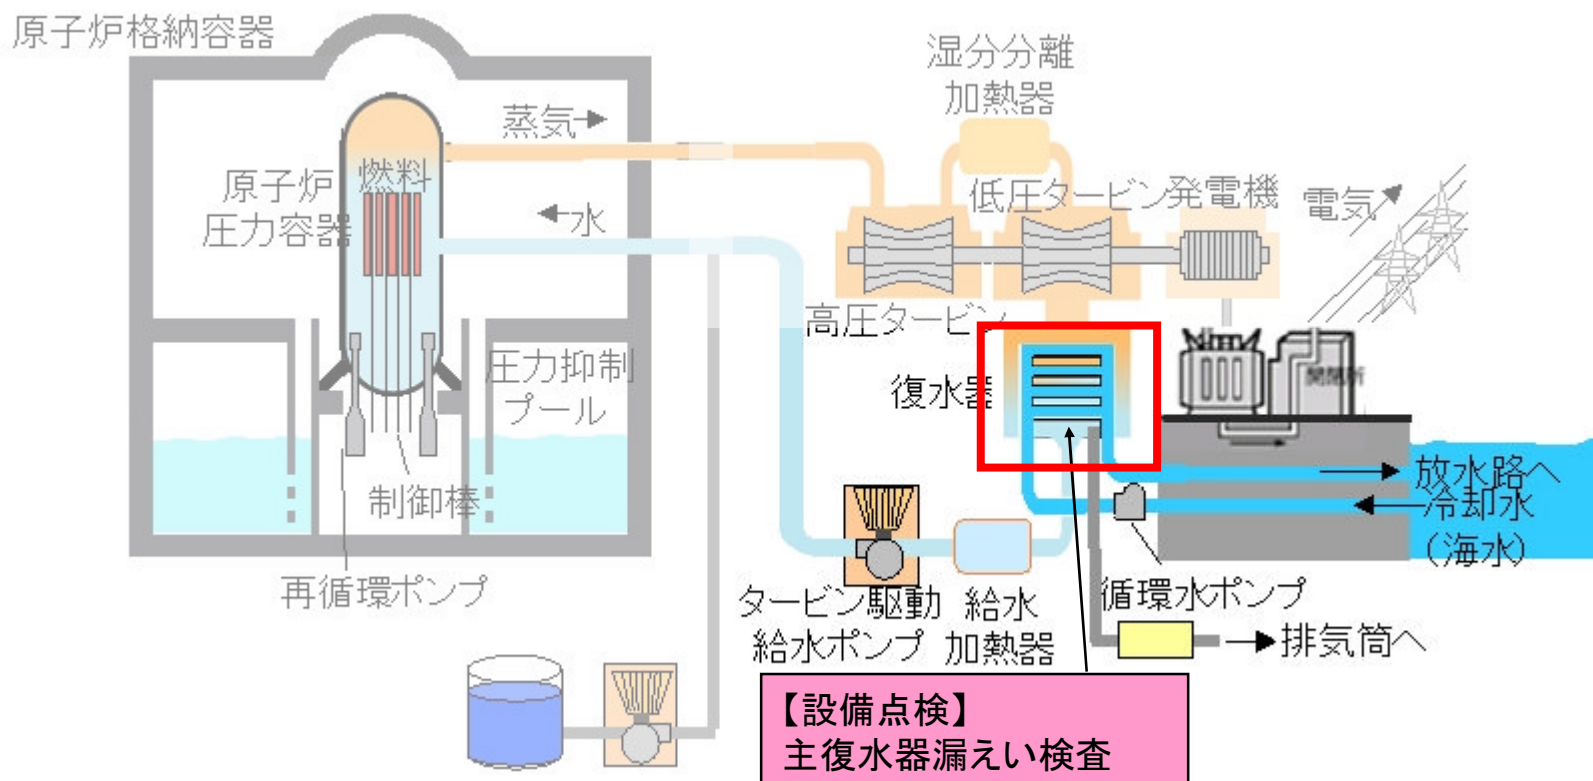 原子炉格納容器
湿分分離
加熱器
蒸気
原子炉
圧力容器
燃料
水
低圧タービン
発電機
電気
高圧タービン
圧力抑制
プール
復水器
開閉所
制御棒
放水路へ
冷却水
(海水)
再循環ポンプ
タービン駆動
給水ポンプ
給水
加熱器
循環水ポンプ
排気筒へ
【設備点検】
主復水器漏えい検査